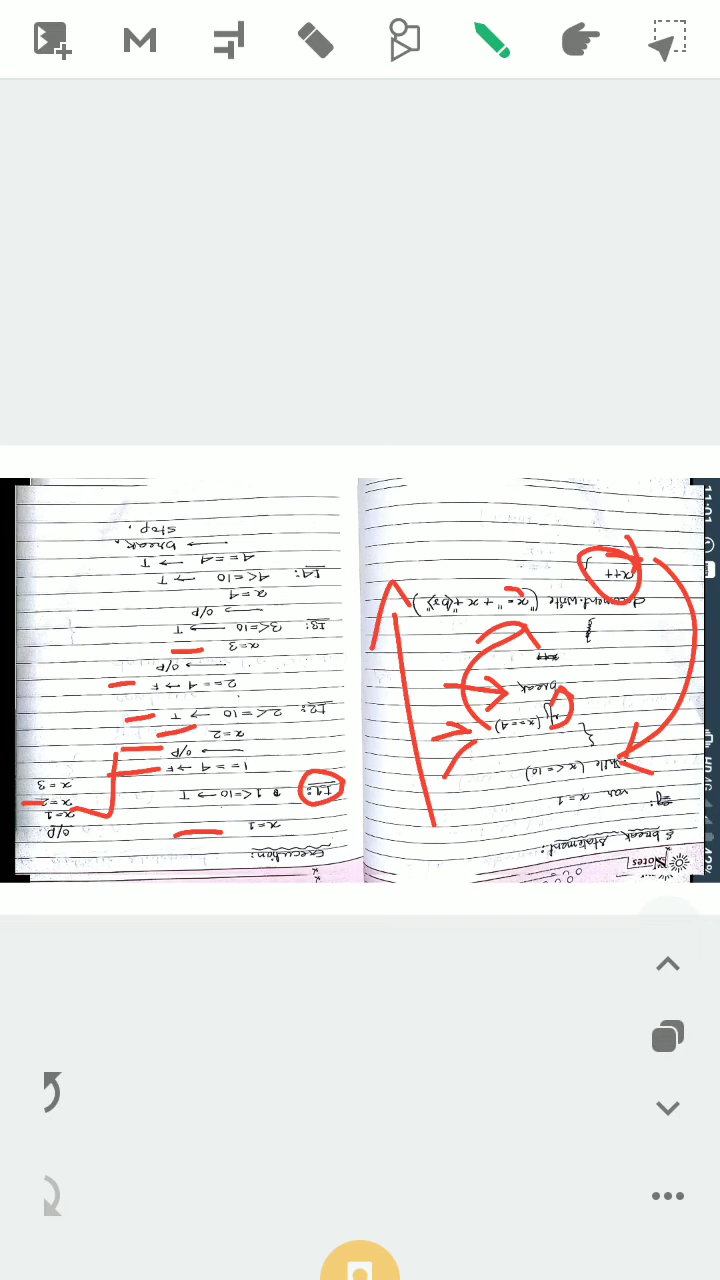 Notes
break statement:
Eg:
var x = 1
while (x <= 10)
{
if (x == 4)
break
x++
}
document.write ("x = " + x + "<br>")
x++
}
Execution:
x = 1
I1: 1 <= 10 → T
1 = = 4 → F
→ O/P
x = 2
I2: 2 <= 10 → T
2 = = 4 → F
→ O/P
x = 3
I3: 3 <= 10 → T
→ O/P
x = 4
I4: 4 <= 10 → T
4 = = 4 → T
→ break.
stop.
O/P
x = 1
x = 2
x = 3
11:01